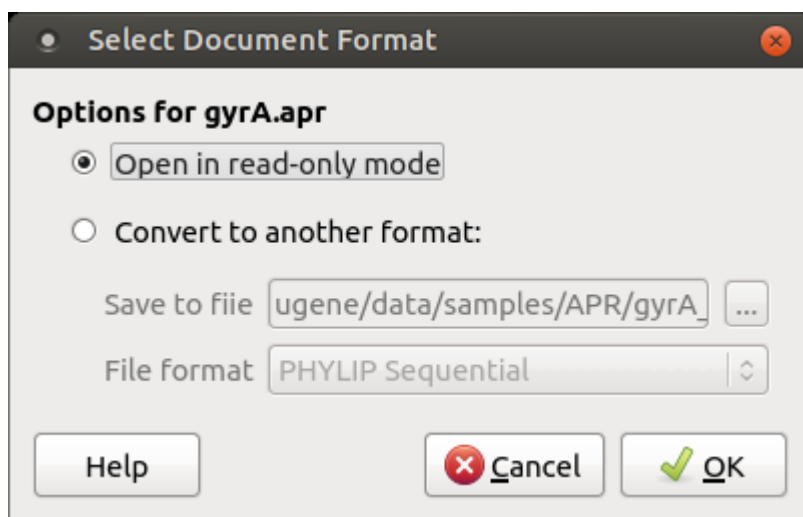 Select Document Format
Options for gyrA.apr
Open in read-only mode
Convert to another format:
Save to fiie ugene/data/samples/APR/gyrA_ ...
File format PHYLIP Sequential
Help Cancel OK